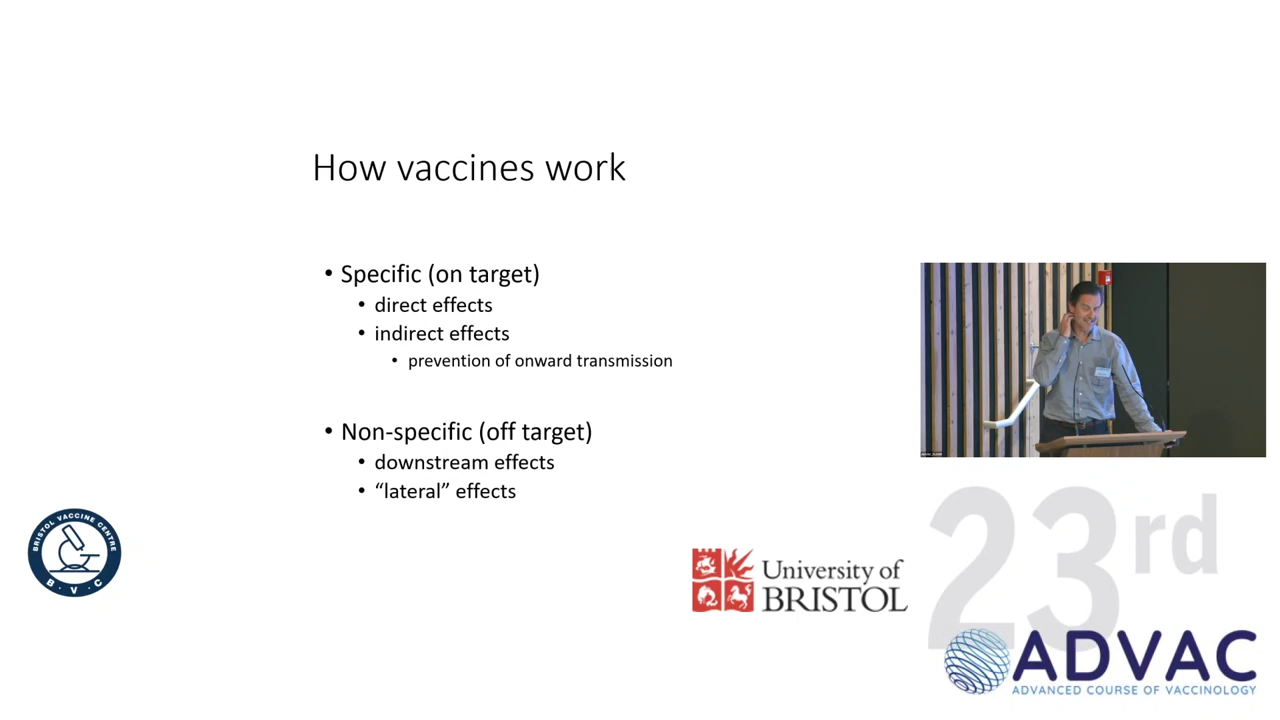 How vaccines work
• Specific (on target)
• direct effects
• indirect effects
• prevention of onward transmission
• Non-specific (off target)
• downstream effects
• “lateral” effects
BRISTOL VACCINE CENTRE
B · V · C
University of
BRISTOL
23rd
ADVAC
ADVANCED COURSE OF VACCINOLOGY